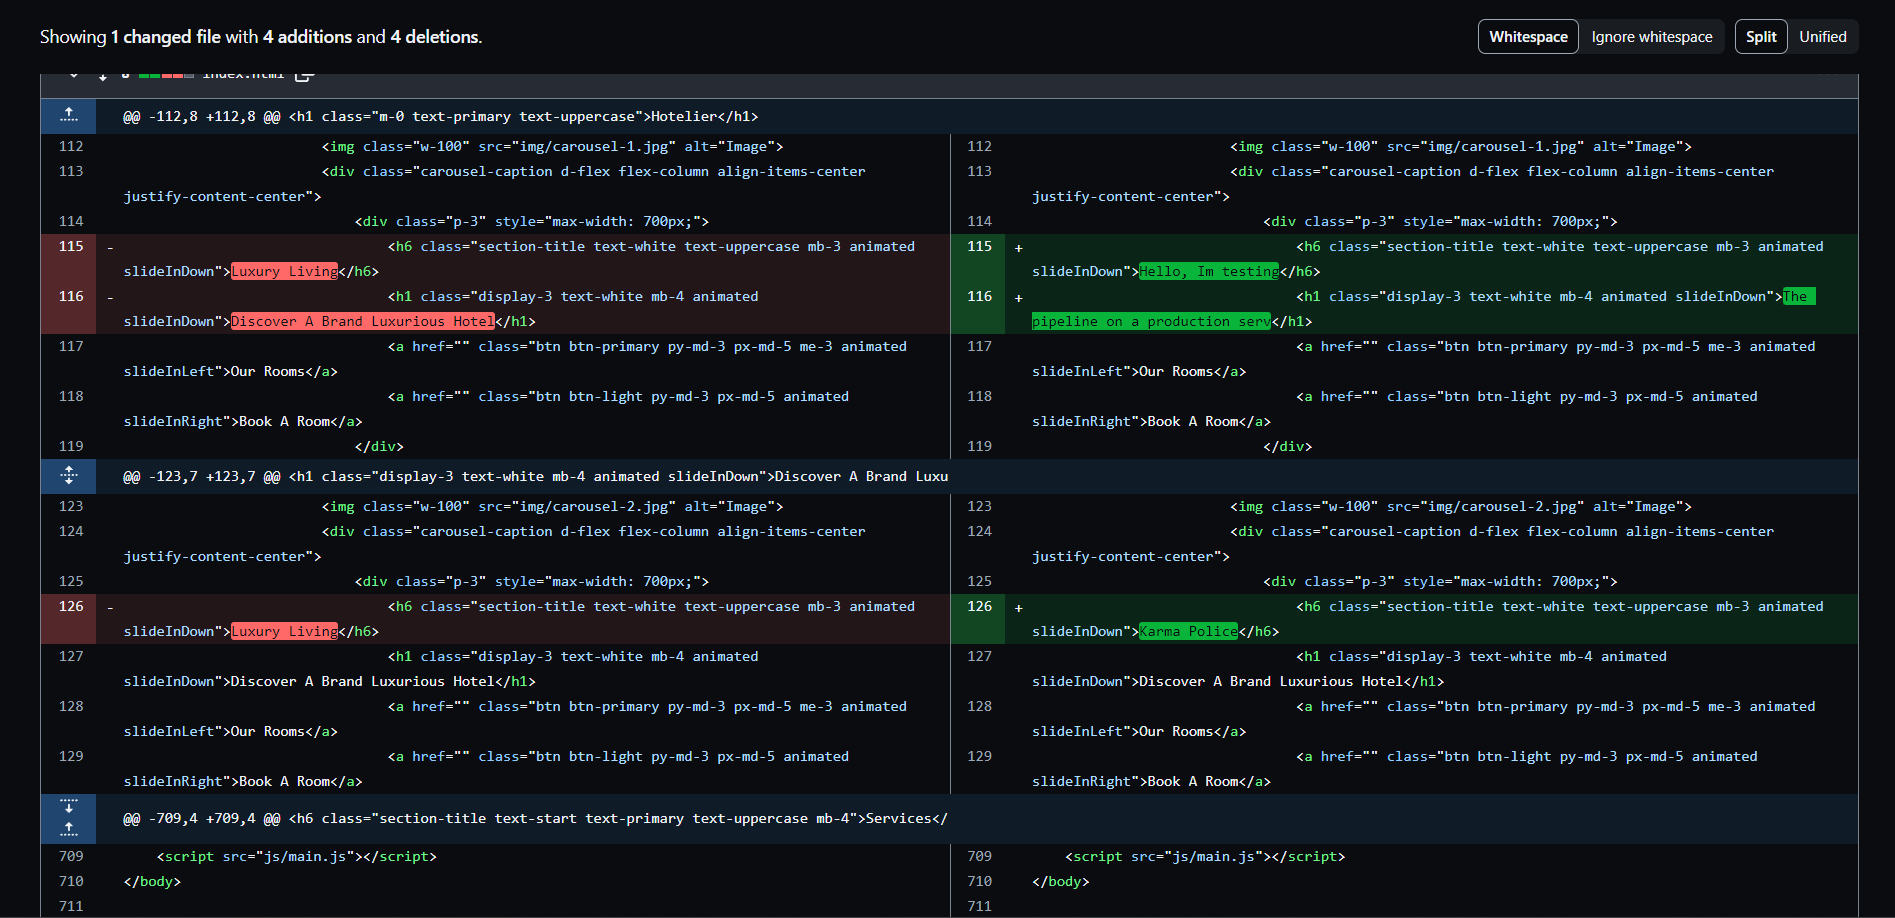 Showing 1 changed file with 4 additions and 4 deletions.
Whitespace Ignore whitespace Split Unified
8 index.html
@@ -112,8 +112,8 @@ <h1 class="m-0 text-primary text-uppercase">Hotelier</h1>
112 <img class="w-100" src="img/carousel-1.jpg" alt="Image">
113 <div class="carousel-caption d-flex flex-column align-items-center
justify-content-center">
114 <div class="p-3" style="max-width: 700px;">
115 - <h6 class="section-title text-white text-uppercase mb-3 animated
slideInDown">Luxury Living</h6>
116 - <h1 class="display-3 text-white mb-4 animated
slideInDown">Discover A Brand Luxurious Hotel</h1>
117 <a href="" class="btn btn-primary py-md-3 px-md-5 me-3 animated
slideInLeft">Our Rooms</a>
118 <a href="" class="btn btn-light py-md-3 px-md-5 animated
slideInRight">Book A Room</a>
119 </div>
112 <img class="w-100" src="img/carousel-1.jpg" alt="Image">
113 <div class="carousel-caption d-flex flex-column align-items-center
justify-content-center">
114 <div class="p-3" style="max-width: 700px;">
115 + <h6 class="section-title text-white text-uppercase mb-3 animated
slideInDown">Hello, Im testing</h6>
116 + <h1 class="display-3 text-white mb-4 animated slideInDown">The
pipeline on a production serv</h1>
117 <a href="" class="btn btn-primary py-md-3 px-md-5 me-3 animated
slideInLeft">Our Rooms</a>
118 <a href="" class="btn btn-light py-md-3 px-md-5 animated
slideInRight">Book A Room</a>
119 </div>
@@ -123,7 +123,7 @@ <h1 class="display-3 text-white mb-4 animated slideInDown">Discover A Brand Luxu
123 <img class="w-100" src="img/carousel-2.jpg" alt="Image">
124 <div class="carousel-caption d-flex flex-column align-items-center
justify-content-center">
125 <div class="p-3" style="max-width: 700px;">
126 - <h6 class="section-title text-white text-uppercase mb-3 animated
slideInDown">Luxury Living</h6>
127 <h1 class="display-3 text-white mb-4 animated
slideInDown">Discover A Brand Luxurious Hotel</h1>
128 <a href="" class="btn btn-primary py-md-3 px-md-5 me-3 animated
slideInLeft">Our Rooms</a>
129 <a href="" class="btn btn-light py-md-3 px-md-5 animated
slideInRight">Book A Room</a>
123 <img class="w-100" src="img/carousel-2.jpg" alt="Image">
124 <div class="carousel-caption d-flex flex-column align-items-center
justify-content-center">
125 <div class="p-3" style="max-width: 700px;">
126 + <h6 class="section-title text-white text-uppercase mb-3 animated
slideInDown">Karma Police</h6>
127 <h1 class="display-3 text-white mb-4 animated
slideInDown">Discover A Brand Luxurious Hotel</h1>
128 <a href="" class="btn btn-primary py-md-3 px-md-5 me-3 animated
slideInLeft">Our Rooms</a>
129 <a href="" class="btn btn-light py-md-3 px-md-5 animated
slideInRight">Book A Room</a>
@@ -709,4 +709,4 @@ <h6 class="section-title text-start text-primary text-uppercase mb-4">Services</
709 <script src="js/main.js"></script>
710 </body>
711
709 <script src="js/main.js"></script>
710 </body>
711